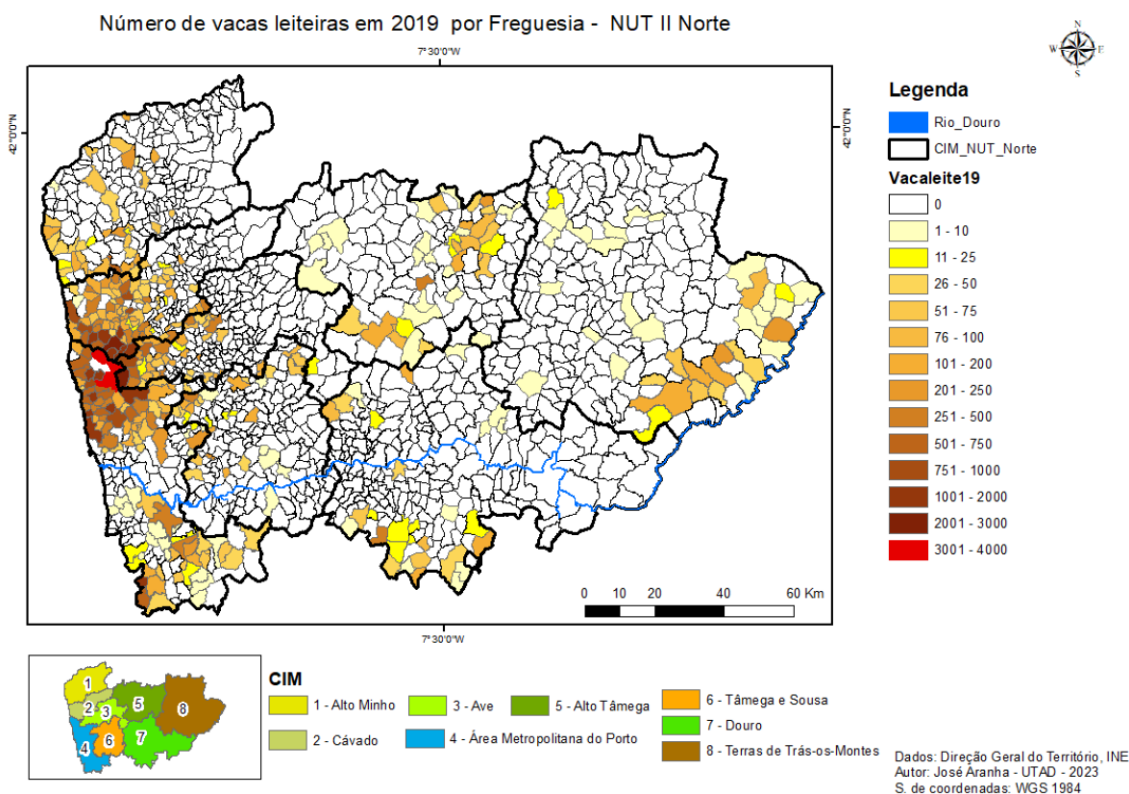 Número de vacas leiteiras em 2019 por Freguesia - NUT II Norte
7°30'0"W
N
W
E
S
42°0'0"N
42°0'0"N
Legenda
Rio_Douro
CIM_NUT_Norte
Vacaleite19
0
1 - 10
11 - 25
26 - 50
51 - 75
76 - 100
101 - 200
201 - 250
251 - 500
501 - 750
751 - 1000
1001 - 2000
2001 - 3000
3001 - 4000
0 10 20 40 60 Km
7°30'0"W
1
2
3
4
5
6
7
8
CIM
1 - Alto Minho
2 - Cávado
3 - Ave
4 - Área Metropolitana do Porto
5 - Alto Tâmega
6 - Tâmega e Sousa
7 - Douro
8 - Terras de Trás-os-Montes
Dados: Direção Geral do Território, INE
Autor: José Aranha - UTAD - 2023
S. de coordenadas: WGS 1984